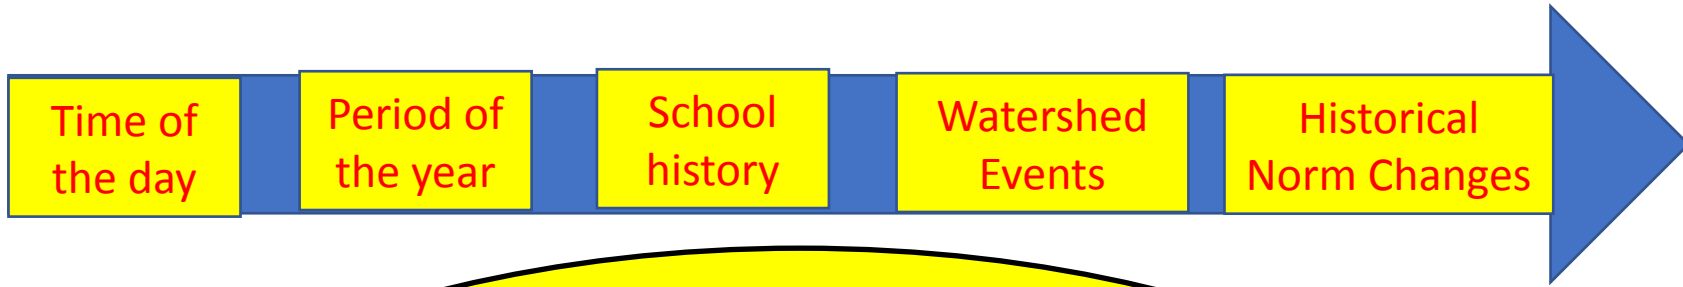 Time of
the day
Period of
the year
School
history
Watershed
Events
Historical
Norm Changes